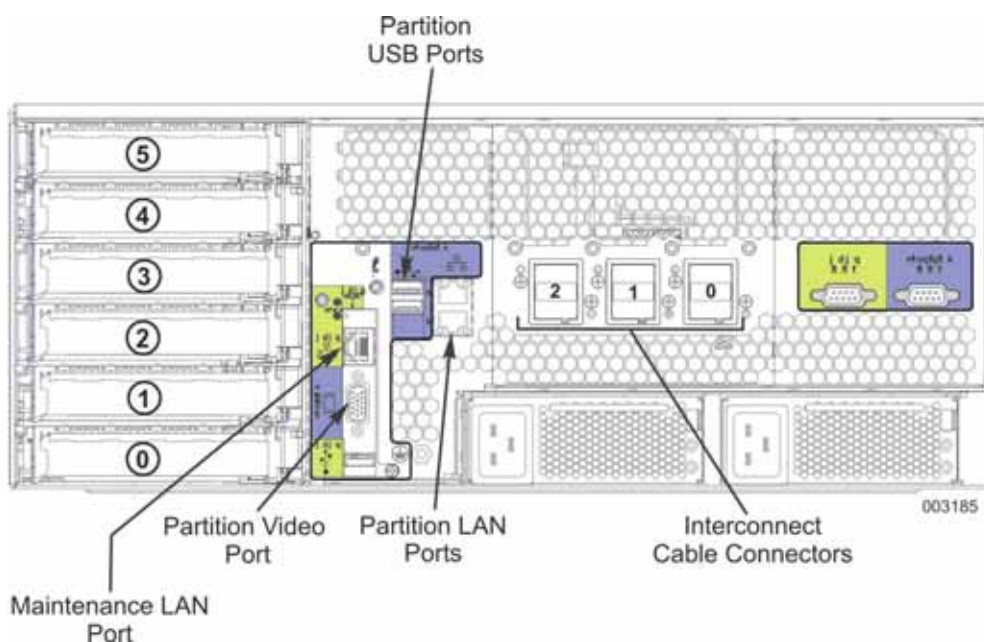 Partition
USB Ports
5
4
3
2
1
0
2
1
0
003185
Partition Video
Port
Partition LAN
Ports
Interconnect
Cable Connectors
Maintenance LAN
Port